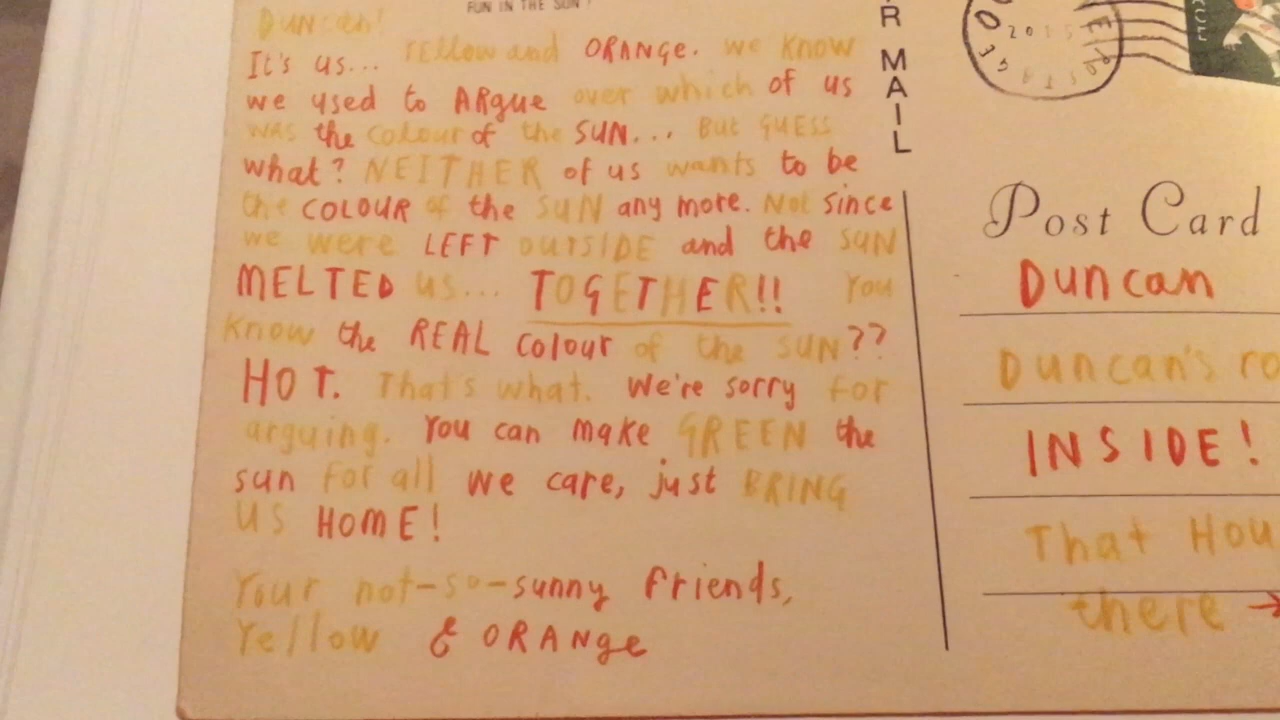 FUN IN THE SUN!
Duncan!
It's us... Yellow and ORANGE. we know
we used to ARgue over which of us
was the colour of the SUN... But GUESS
what? NEITHER of us wants to be
the COLOUR of the SUN any more. Not since
we were LEFT OUTSIDE and the SUN
MELTED us... TOGETHER!! You
know the REAL colour of the SUN??
HOT. That's what. We're sorry for
arguing. You can make GREEN the
sun for all we care, just BRING
US HOME!
Your not-so-sunny friends,
Yellow & ORANge
R MAIL
2015
Post Card
Duncan
Duncan's ro
INSIDE!
That Hou
there →